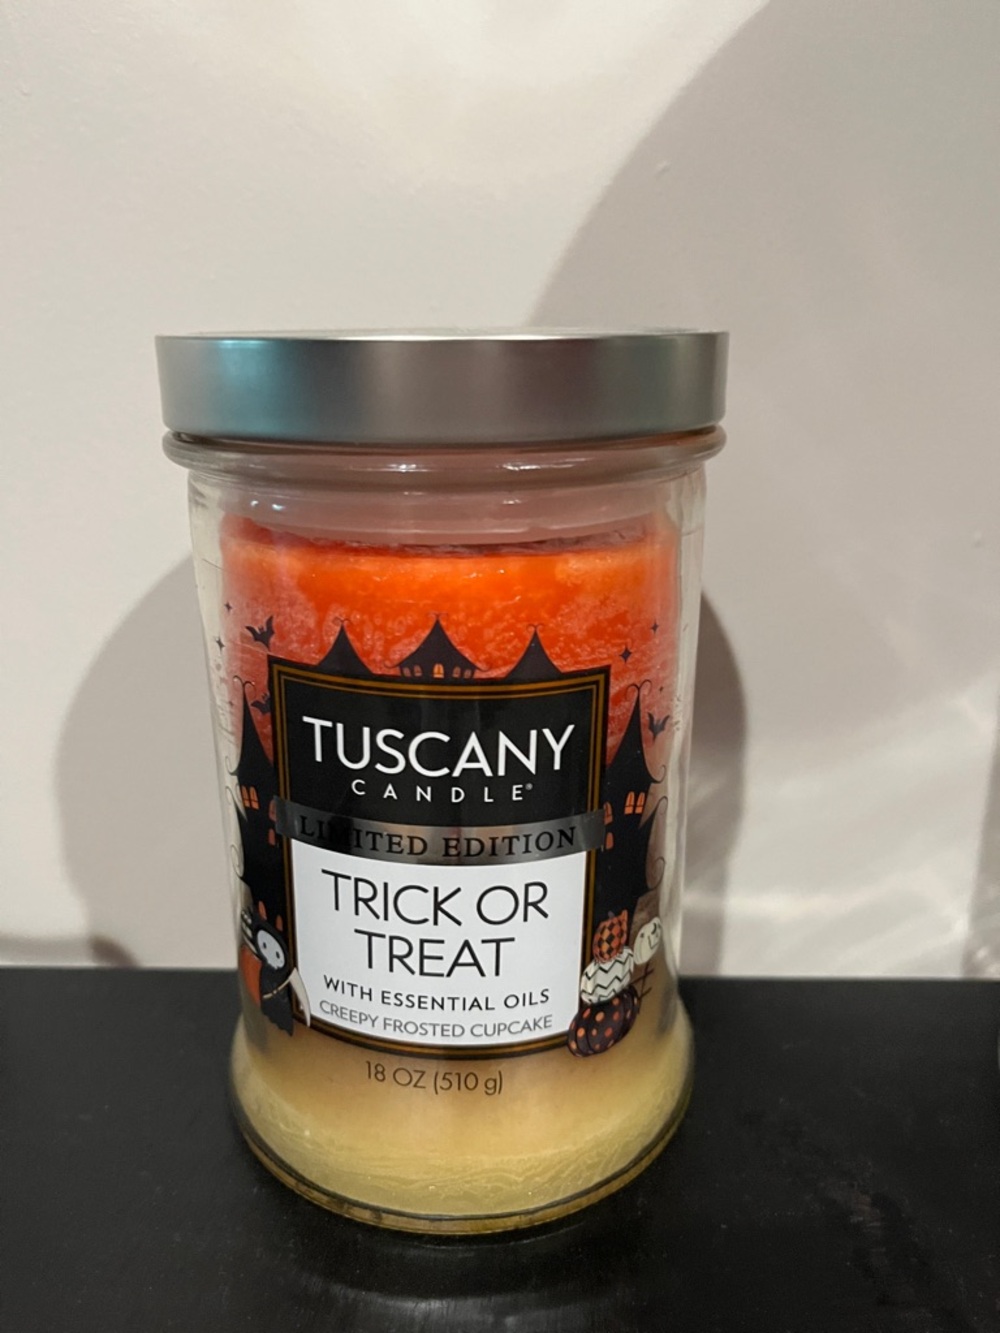 TUSCANY
CANDLE®
LIMITED EDITION
TRICK OR
TREAT
WITH ESSENTIAL OILS
CREEPY FROSTED CUPCAKE
18 OZ (510 g)